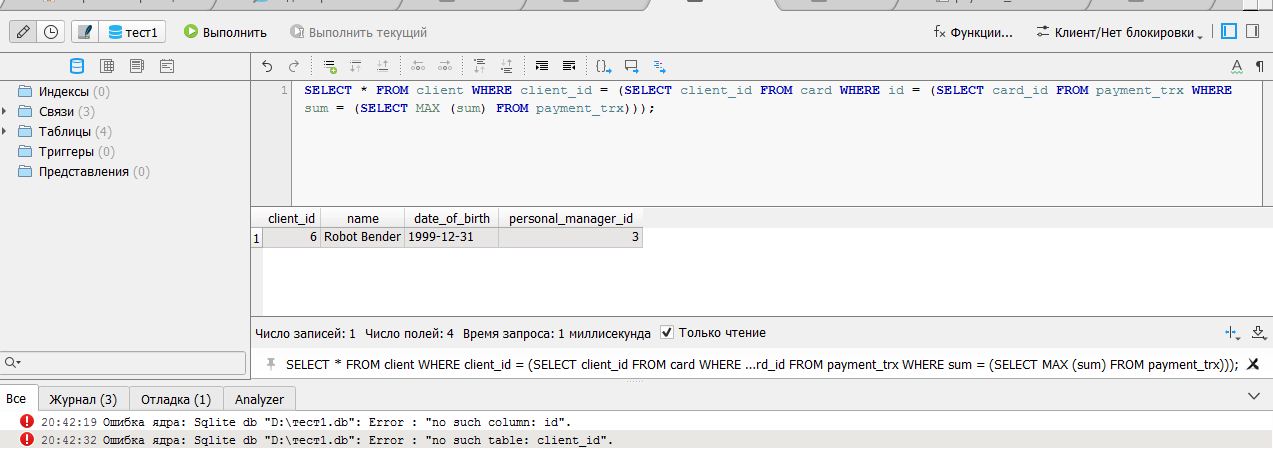 тест1 Выполнить Выполнить текущий Функции... Клиент/Нет блокировки
Индексы (0)
Связи (3)
Таблицы (4)
Триггеры (0)
Представления (0)
1 SELECT * FROM client WHERE client_id = (SELECT client_id FROM card WHERE id = (SELECT card_id FROM payment_trx WHERE
sum = (SELECT MAX (sum) FROM payment_trx)));
client_id name date_of_birth personal_manager_id
1 6 Robot Bender 1999-12-31 3
Число записей: 1 Число полей: 4 Время запроса: 1 миллисекунда Только чтение
SELECT * FROM client WHERE client_id = (SELECT client_id FROM card WHERE ...rd_id FROM payment_trx WHERE sum = (SELECT MAX (sum) FROM payment_trx)));
Все Журнал (3) Отладка (1) Analyzer
20:42:19 Ошибка ядра: Sqlite db "D:\тест1.db": Error : "no such column: id".
20:42:32 Ошибка ядра: Sqlite db "D:\тест1.db": Error : "no such table: client_id".